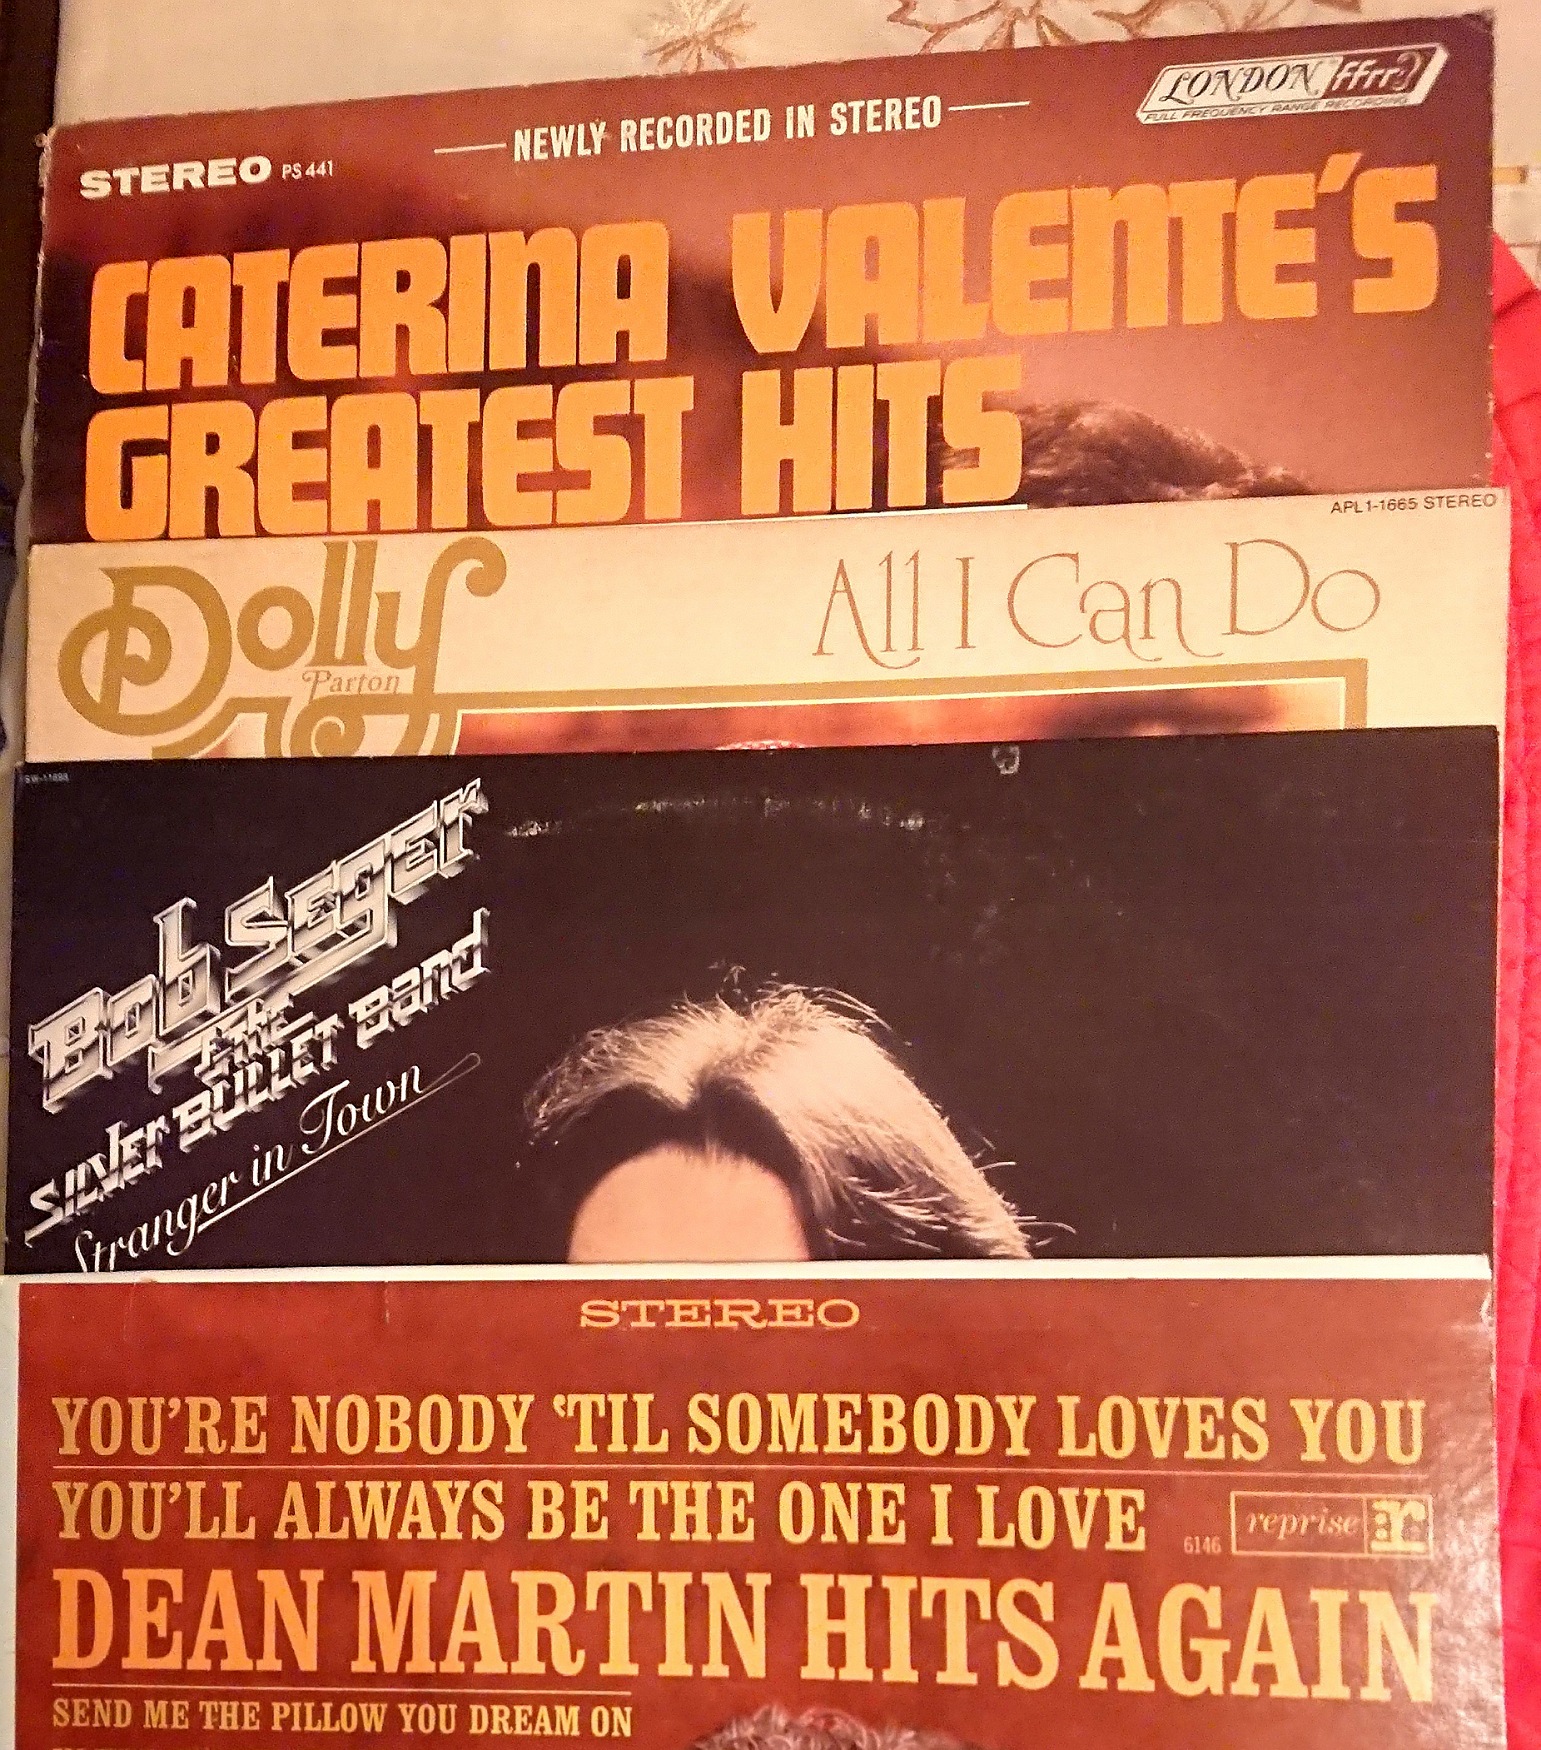 LONDON ffrr
FULL FREQUENCY RANGE RECORDING
NEWLY RECORDED IN STEREO
STEREO PS 441
CATERINA VALENTE'S
GREATEST HITS
APL1-1665 STEREO
Dolly
Parton
All I Can Do
Bob Seger
& THE
SILVER BULLET BAND
Stranger in Town
STEREO
YOU'RE NOBODY 'TIL SOMEBODY LOVES YOU
YOU'LL ALWAYS BE THE ONE I LOVE
6146 reprise r
DEAN MARTIN HITS AGAIN
SEND ME THE PILLOW YOU DREAM ON